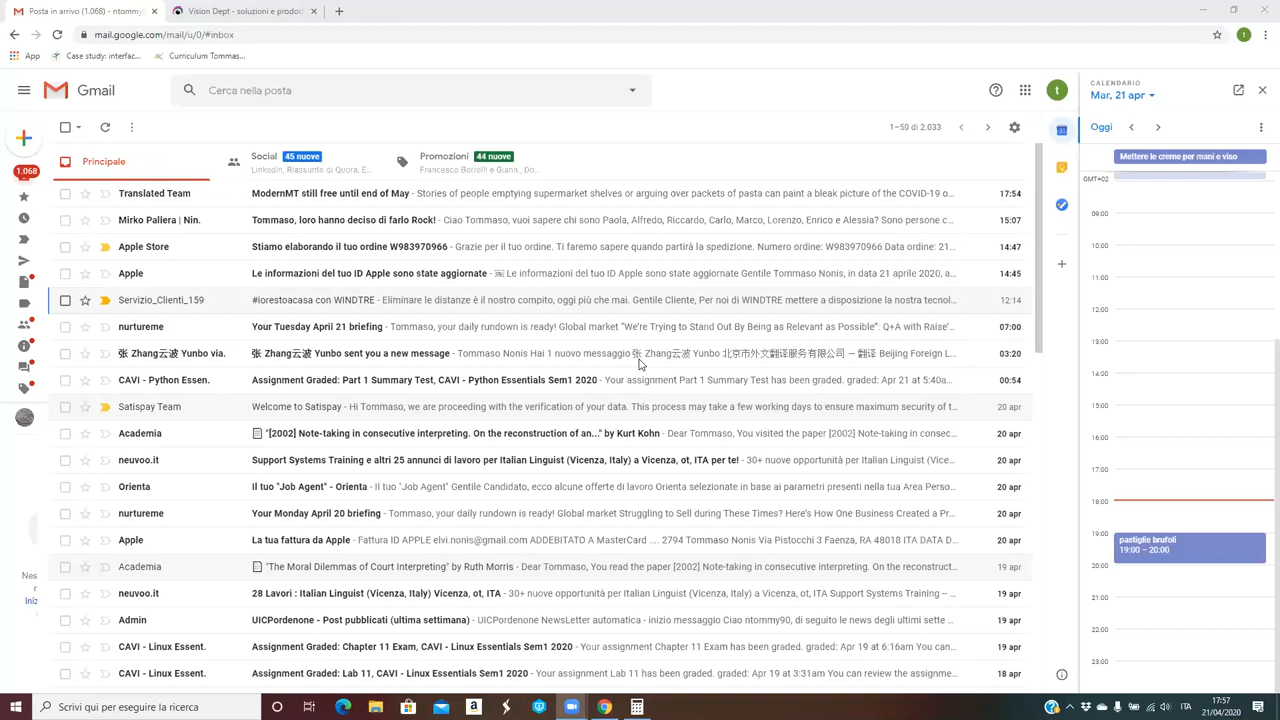 Posta in arrivo (1.068) - ntommy9
Vision Dept - soluzioni e prodot
mail.google.com/mail/u/0/#inbox
App
Case study: interfac...
Curriculum Tommas...
Gmail
Cerca nella posta
CALENDARIO
Mar, 21 apr
1–50 di 2.033
Oggi
Principale
Social 45 nuove
LinkedIn, Riassunto di Quora, E...
Promozioni 44 nuove
Francesco Borrelli e Gianni , Do...
Mettere le creme per mani e viso
GMT+02
1.068
Translated Team ModernMT still free until end of May - Stories of people emptying supermarket shelves or arguing over packets of pasta can paint a bleak picture of the COVID-19 o... 17:54
Mirko Paliera | Nin. Tommaso, loro hanno deciso di farlo Rock! - Ciao Tommaso, vuoi sapere chi sono Paola, Alfredo, Riccardo, Carlo, Marco, Lorenzo, Enrico e Alessia? Sono persone c... 15:07
Apple Store Stiamo elaborando il tuo ordine W983970966 - Grazie per il tuo ordine. Ti faremo sapere quando partirà la spedizione. Numero ordine: W983970966 Data ordine: 21... 14:47
Apple Le informazioni del tuo ID Apple sono state aggiornate - Le informazioni del tuo ID Apple sono state aggiornate Gentile Tommaso Nonis, in data 21 aprile 2020, a... 14:45
Servizio_Clienti_159 #iorestoacasa con WINDTRE - Eliminare le distanze è il nostro compito, oggi più che mai. Gentile Cliente, Per noi di WINDTRE mettere a disposizione la nostra tecnol... 12:14
nurtureme Your Tuesday April 21 briefing - Tommaso, your daily rundown is ready! Global market “We're Trying to Stand Out By Being as Relevant as Possible”: Q+A with Raise'... 07:00
张 Zhang云波 Yunbo via. 张 Zhang云波 Yunbo sent you a new message - Tommaso Nonis Hai 1 nuovo messaggio 张 Zhang云波 Yunbo 北京市外文翻译服务有限公司 — 翻译 Beijing Foreign L... 03:20
CAVI - Python Essen. Assignment Graded: Part 1 Summary Test, CAVI - Python Essentials Sem1 2020 - Your assignment Part 1 Summary Test has been graded. graded: Apr 21 at 5:40a... 00:54
Satispay Team Welcome to Satispay - Hi Tommaso, we are proceeding with the verification of your data. This process may take a few working days to ensure maximum security of t... 20 apr
Academia "[2002] Note-taking in consecutive interpreting. On the reconstruction of an..." by Kurt Kohn - Dear Tommaso, You visited the paper [2002] Note-taking in consec... 20 apr
neuvoo.it Support Systems Training e altri 25 annunci di lavoro per Italian Linguist (Vicenza, Italy) a Vicenza, ot, ITA per te! - 30+ nuove opportunità per Italian Linguist (Vice... 20 apr
Orienta Il tuo "Job Agent" - Orienta - Il tuo "Job Agent" Gentile Candidato, ecco alcune offerte di lavoro Orienta selezionate in base ai parametri presenti nella tua Area Perso... 20 apr
nurtureme Your Monday April 20 briefing - Tommaso, your daily rundown is ready! Global market Struggling to Sell during These Times? Here's How One Business Created a Pr... 20 apr
Apple La tua fattura da Apple - Fattura ID APPLE elvi.nonis@gmail.com ADDEBITATO A MasterCard .... 2794 Tommaso Nonis Via Pistocchi 3 Faenza, RA 48018 ITA DATA D... 20 apr
Academia "The Moral Dilemmas of Court Interpreting" by Ruth Morris - Dear Tommaso, You read the paper [2002] Note-taking in consecutive interpreting. On the reconstruct... 19 apr
neuvoo.it 28 Lavori : Italian Linguist (Vicenza, Italy) Vicenza, ot, ITA - 30+ nuove opportunità per Italian Linguist (Vicenza, Italy) a Vicenza, ot, ITA Support Systems Training -- ... 19 apr
Admin UICPordenone - Post pubblicati (ultima settimana) - UICPordenone NewsLetter automatica - inizio messaggio Ciao ntommy90, di seguito le news degli ultimi sette ... 19 apr
CAVI - Linux Essent. Assignment Graded: Chapter 11 Exam, CAVI - Linux Essentials Sem1 2020 - Your assignment Chapter 11 Exam has been graded. graded: Apr 19 at 6:16am You can... 19 apr
CAVI - Linux Essent. Assignment Graded: Lab 11, CAVI - Linux Essentials Sem1 2020 - Your assignment Lab 11 has been graded. graded: Apr 19 at 3:31am You can review the assignme... 18 apr
Nes
r
Iniz
09:00
10:00
11:00
12:00
13:00
14:00
15:00
16:00
17:00
18:00
19:00
pastiglie brufoli
19:00 – 20:00
20:00
21:00
22:00
23:00
Scrivi qui per eseguire la ricerca
ITA
17:57
21/04/2020